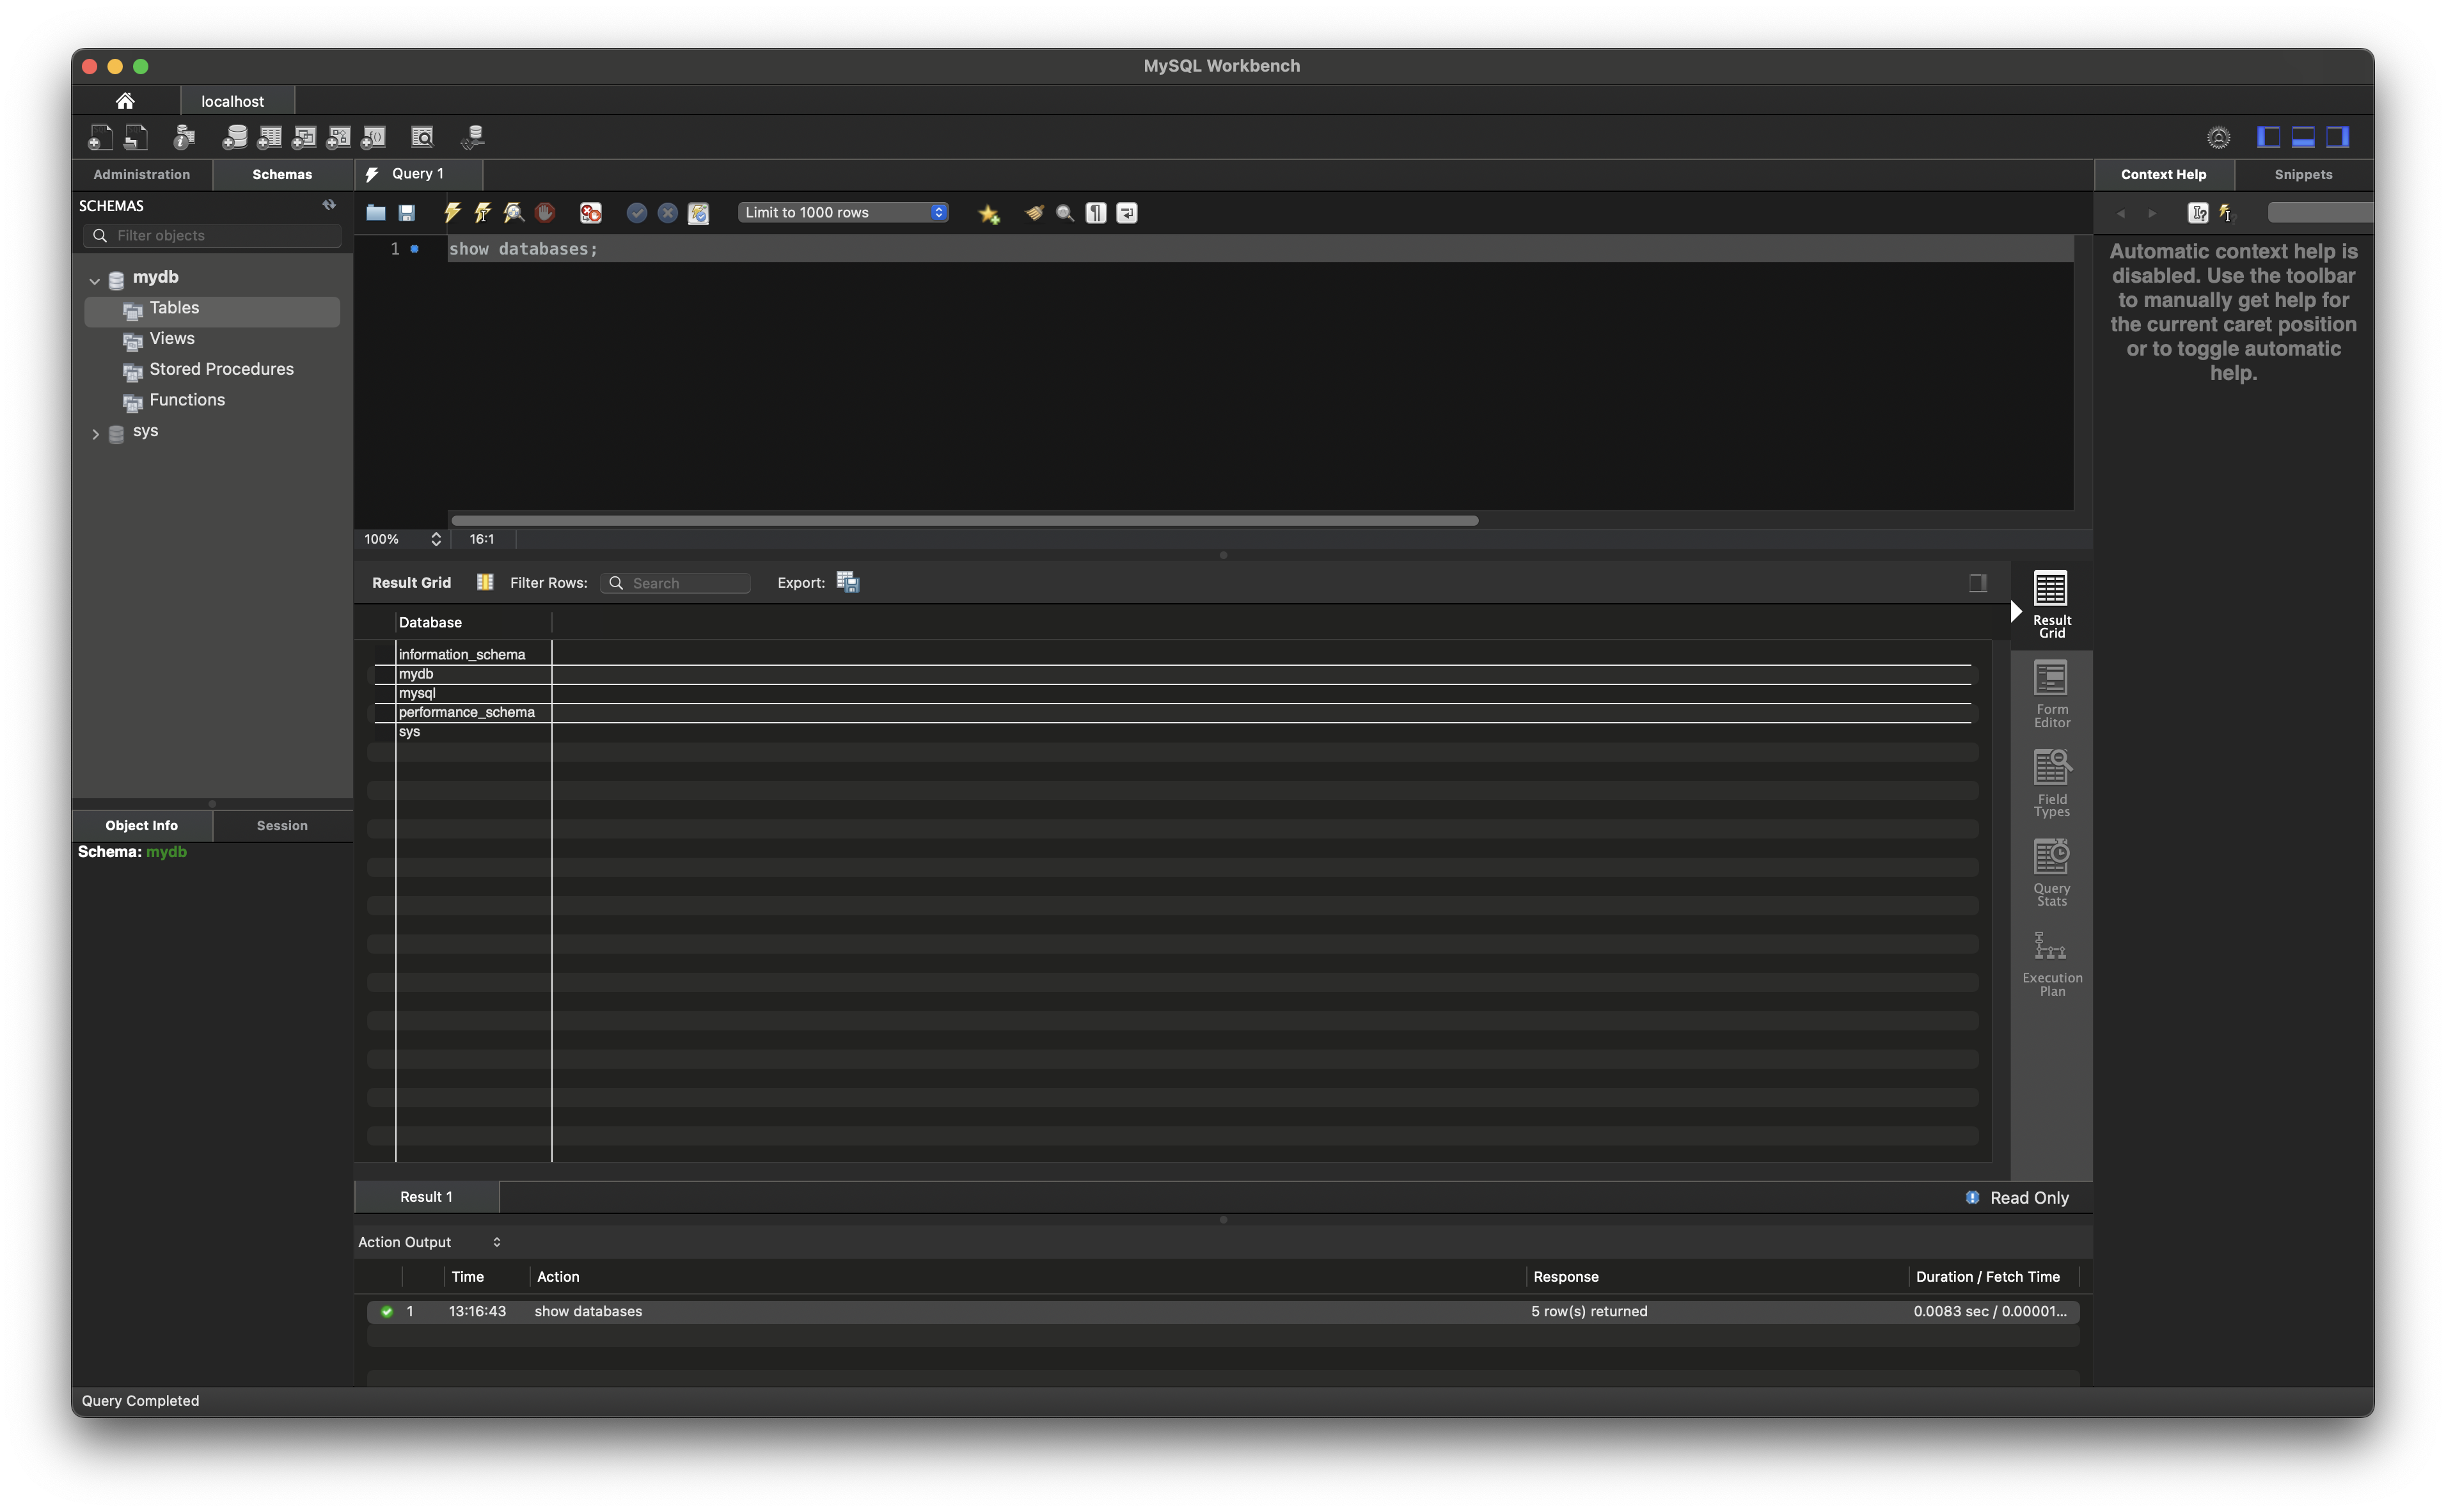 MySQL Workbench
localhost
Administration
Schemas
Query 1
Context Help
Snippets
SCHEMAS
Filter objects
Limit to 1000 rows
1
show databases;
mydb
Tables
Views
Stored Procedures
Functions
sys
Automatic context help is
disabled. Use the toolbar
to manually get help for
the current caret position
or to toggle automatic
help.
100%
16:1
Result Grid
Filter Rows:
Search
Export:
Database
information_schema
mydb
mysql
performance_schema
sys
Result
Grid
Form
Editor
Field
Types
Query
Stats
Execution
Plan
Object Info
Session
Schema: mydb
Result 1
Read Only
Action Output
Time
Action
Response
Duration / Fetch Time
1
13:16:43
show databases
5 row(s) returned
0.0083 sec / 0.00001...
Query Completed